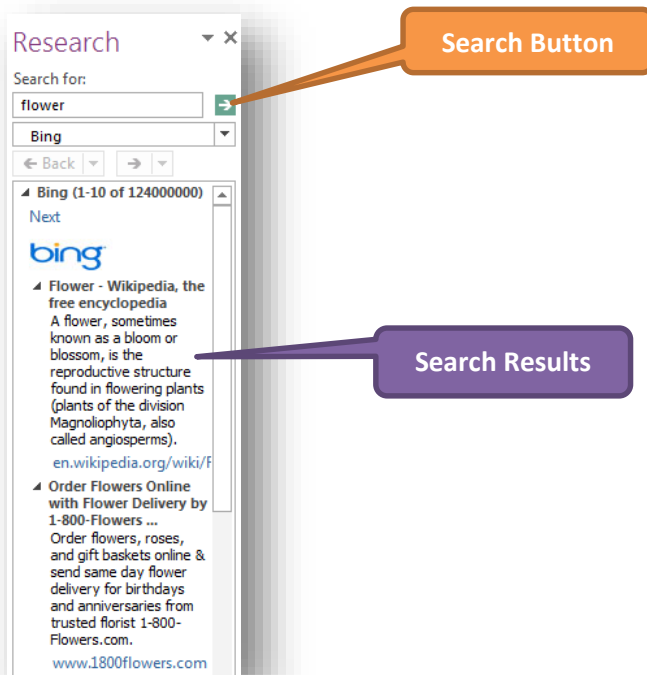 Research
Search Button
Search for:
flower
Bing
Back
Bing (1-10 of 124000000)
Next
bing
Flower - Wikipedia, the
free encyclopedia
A flower, sometimes
known as a bloom or
blossom, is the
reproductive structure
found in flowering plants
(plants of the division
Magnoliophyta, also
called angiosperms).
en.wikipedia.org/wiki/F
Search Results
Order Flowers Online
with Flower Delivery by
1-800-Flowers ...
Order flowers, roses,
and gift baskets online &
send same day flower
delivery for birthdays
and anniversaries from
trusted florist 1-800-
Flowers.com.
www.1800flowers.com